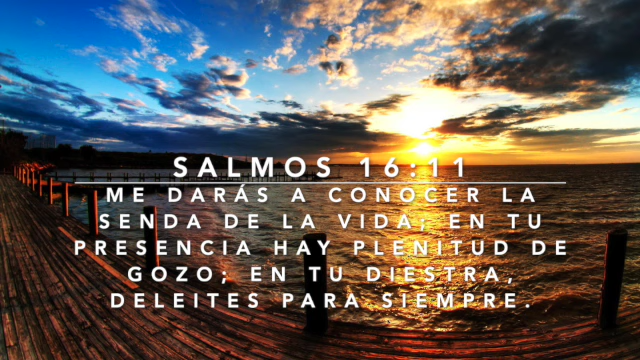 SALMOS 16:11
ME DARÁS A CONOCER LA
SENDA DE LA VIDA; EN TU
PRESENCIA HAY PLENITUD DE
GOZO; EN TU DIESTRA,
DELEITES PARA SIEMPRE.